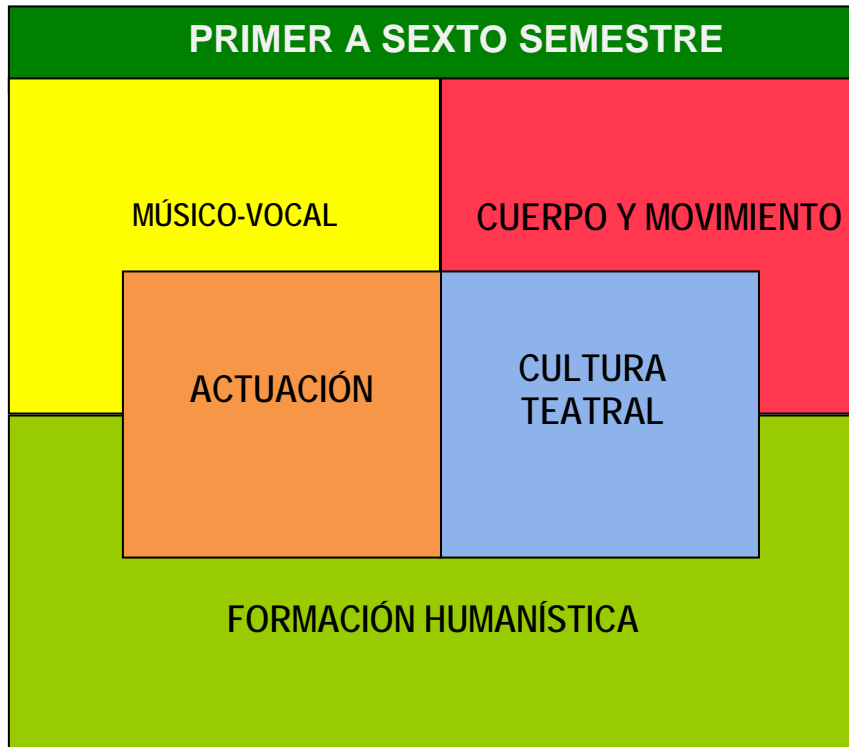 PRIMER A SEXTO SEMESTRE
MÚSICO-VOCAL
CUERPO Y MOVIMIENTO
ACTUACIÓN
CULTURA
TEATRAL
FORMACIÓN HUMANÍSTICA